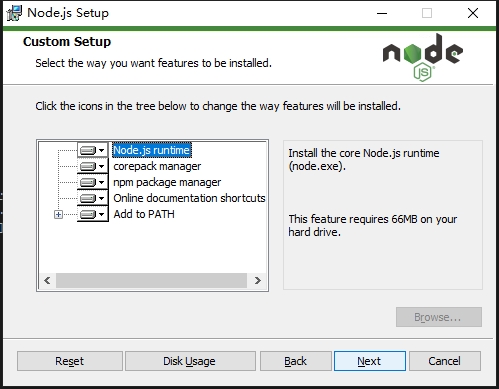 Node.js Setup
Custom Setup
Select the way you want features to be installed.
node
JS
Click the icons in the tree below to change the way features will be installed.
Node.js runtime
corepack manager
npm package manager
Online documentation shortcuts
Add to PATH
Install the core Node.js runtime
(node.exe).
This feature requires 66MB on your
hard drive.
Browse...
Reset
Disk Usage
Back
Next
Cancel